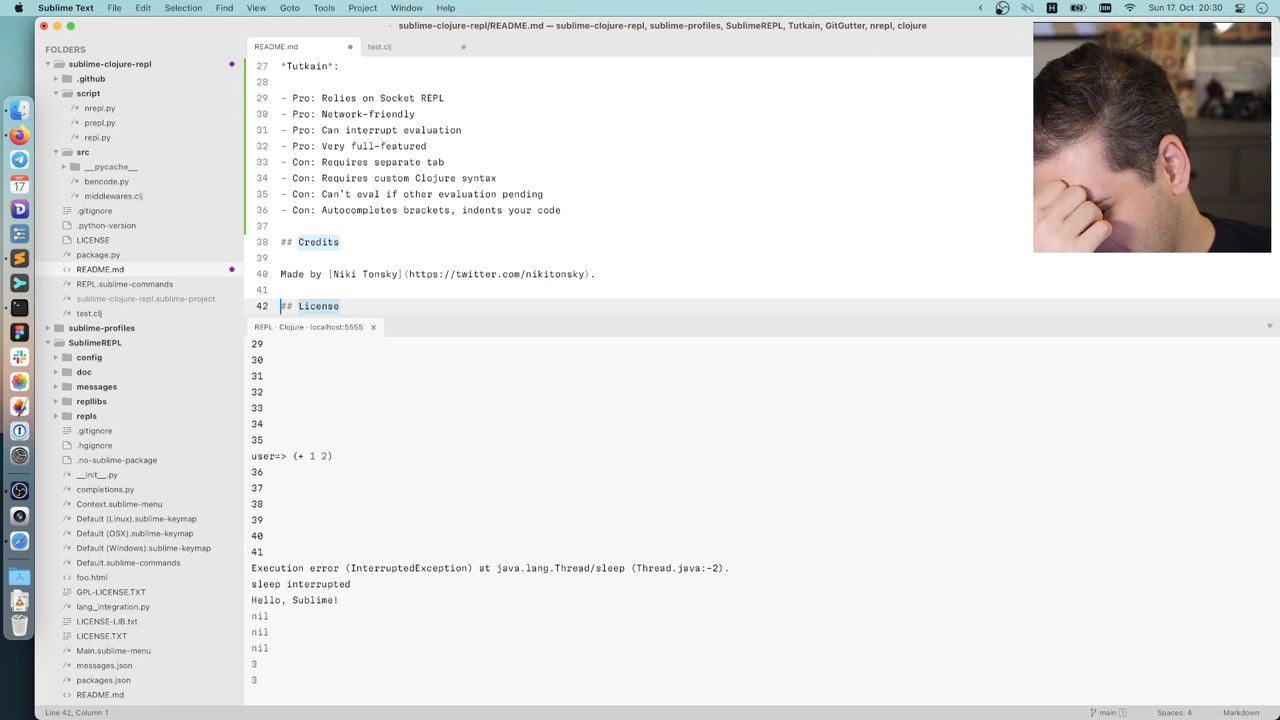 Sublime Text File Edit Selection Find View Goto Tools Project Window Help Sun 17. Oct 20:30
sublime-clojure-repl/README.md — sublime-clojure-repl, sublime-profiles, SublimeREPL, Tutkain, GitGutter, nrepl, clojure
FOLDERS
sublime-clojure-repl
.github
script
nrepl.py
prepl.py
repl.py
src
__pycache__
bencode.py
middlewares.clj
.gitignore
.python-version
LICENSE
package.py
README.md
REPL.sublime-commands
sublime-clojure-repl.sublime-project
test.clj
sublime-profiles
SublimeREPL
config
doc
messages
repllibs
repls
.gitignore
.hgignore
.no-sublime-package
__init__.py
completions.py
Context.sublime-menu
Default (Linux).sublime-keymap
Default (OSX).sublime-keymap
Default (Windows).sublime-keymap
Default.sublime-commands
foo.html
GPL-LICENSE.TXT
lang_integration.py
LICENSE-LIB.txt
LICENSE.TXT
Main.sublime-menu
messages.json
packages.json
README.md
README.md test.clj
27 *Tutkain*:
28
29 - Pro: Relies on Socket REPL
30 - Pro: Network-friendly
31 - Pro: Can interrupt evaluation
32 - Pro: Very full-featured
33 - Con: Requires separate tab
34 - Con: Requires custom Clojure syntax
35 - Con: Can’t eval if other evaluation pending
36 - Con: Autocompletes brackets, indents your code
37
38 ## Credits
39
40 Made by [Niki Tonsky](https://twitter.com/nikitonsky).
41
42 ## License
REPL · Clojure · localhost:5555
29
30
31
32
33
34
35
user=> (+ 1 2)
36
37
38
39
40
41
Execution error (InterruptedException) at java.lang.Thread/sleep (Thread.java:-2).
sleep interrupted
Hello, Sublime!
nil
nil
nil
3
3
Line 42, Column 1 main 1 Spaces: 4 Markdown